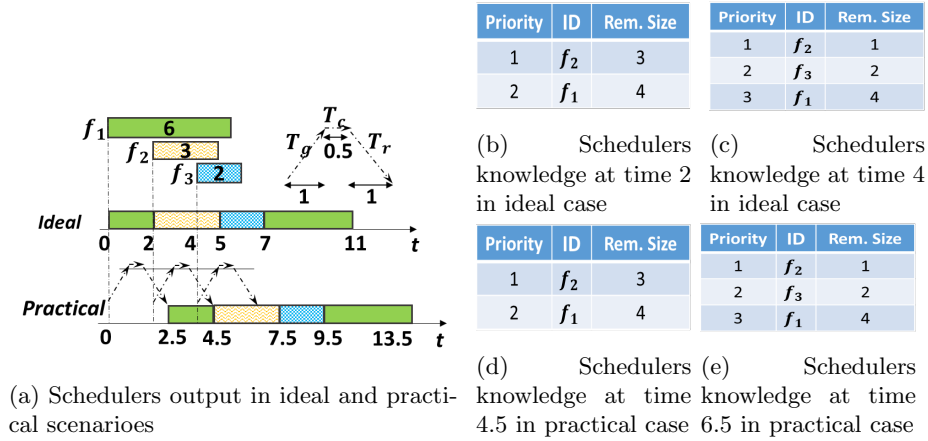 f₁ 6
f₂ 3
f₃ 2
T_g T_c T_r
0.5
1 1
Ideal
0 2 4 5 7 11 t
Practical
0 2.5 4.5 7.5 9.5 13.5 t
(a) Schedulers output in ideal and practi-
cal scenarioes
Priority ID Rem. Size
1 f₂ 3
2 f₁ 4
(b) Schedulers
knowledge at time 2
in ideal case
Priority ID Rem. Size
1 f₂ 1
2 f₃ 2
3 f₁ 4
(c) Schedulers
knowledge at time 4
in ideal case
Priority ID Rem. Size
1 f₂ 3
2 f₁ 4
(d) Schedulers
knowledge at time
4.5 in practical case
Priority ID Rem. Size
1 f₂ 1
2 f₃ 2
3 f₁ 4
(e) Schedulers
knowledge at time
6.5 in practical case